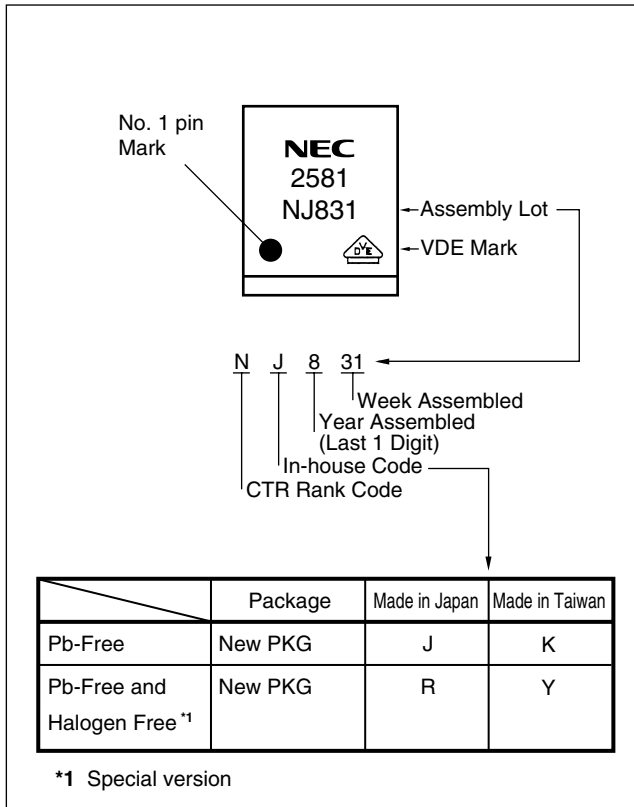 No. 1 pin
Mark
NEC
2581
NJ831
Assembly Lot
VDE Mark
DVE
N J 8 31
Week Assembled
Year Assembled
(Last 1 Digit)
In-house Code
CTR Rank Code
Package Made in Japan Made in Taiwan
Pb-Free New PKG J K
Pb-Free and New PKG R Y
Halogen Free *1
*1 Special version